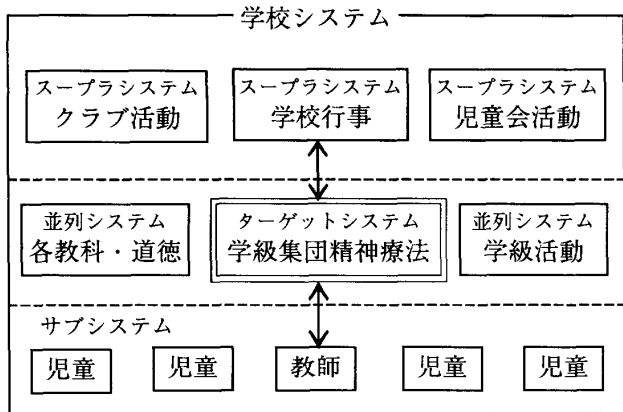 学校システム
スープラシステム
クラブ活動
スープラシステム
学校行事
スープラシステム
児童会活動
並列システム
各教科・道徳
ターゲットシステム
学級集団精神療法
並列システム
学級活動
サブシステム
児童
児童
教師
児童
児童